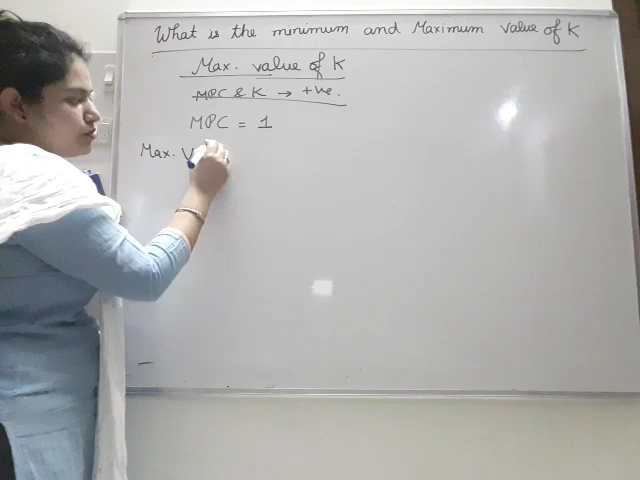 What is the minimum and Maximum value of K
Max. value of K
MPC & K → +ve.
MPC = 1
Max. V